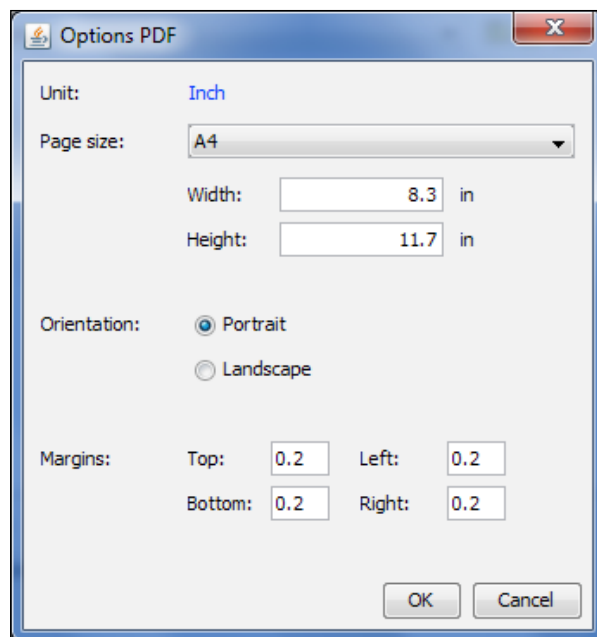 Options PDF
Unit: Inch
Page size: A4
Width: 8.3 in
Height: 11.7 in
Orientation: Portrait
Landscape
Margins: Top: 0.2 Left: 0.2
Bottom: 0.2 Right: 0.2
OK Cancel